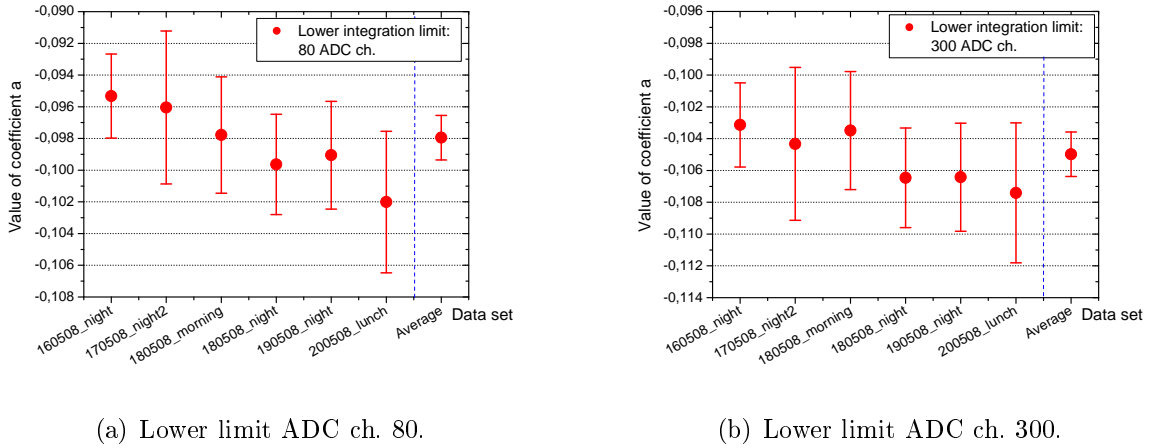 -0,090
-0,092
-0,094
-0,096
-0,098
-0,100
-0,102
-0,104
-0,106
-0,108
Value of coefficient a
Lower integration limit:
80 ADC ch.
160508_night
170508_night2
180508_morning
180508_night
190508_night
200508_lunch
Average
Data set
(a) Lower limit ADC ch. 80.
-0,096
-0,098
-0,100
-0,102
-0,104
-0,106
-0,108
-0,110
-0,112
-0,114
Value of coefficient a
Lower integration limit:
300 ADC ch.
160508_night
170508_night2
180508_morning
180508_night
190508_night
200508_lunch
Average
Data set
(b) Lower limit ADC ch. 300.